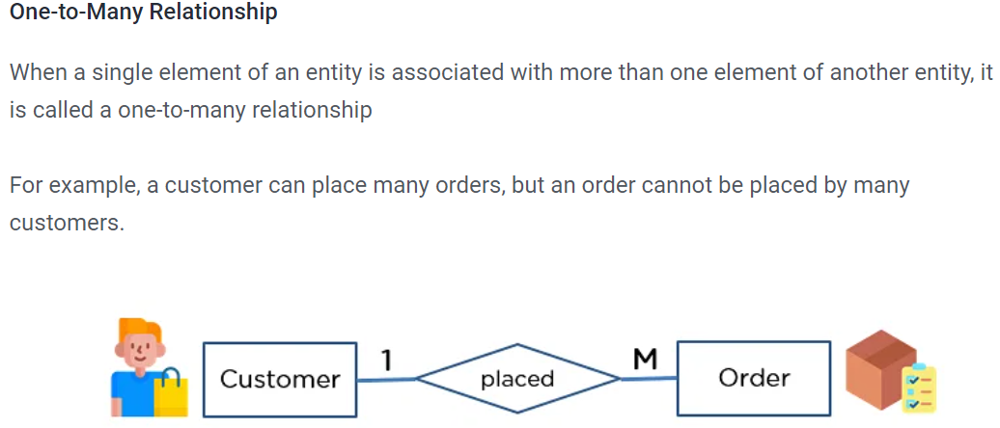 One-to-Many Relationship
When a single element of an entity is associated with more than one element of another entity, it
is called a one-to-many relationship
For example, a customer can place many orders, but an order cannot be placed by many
customers.
Customer 1 placed M Order